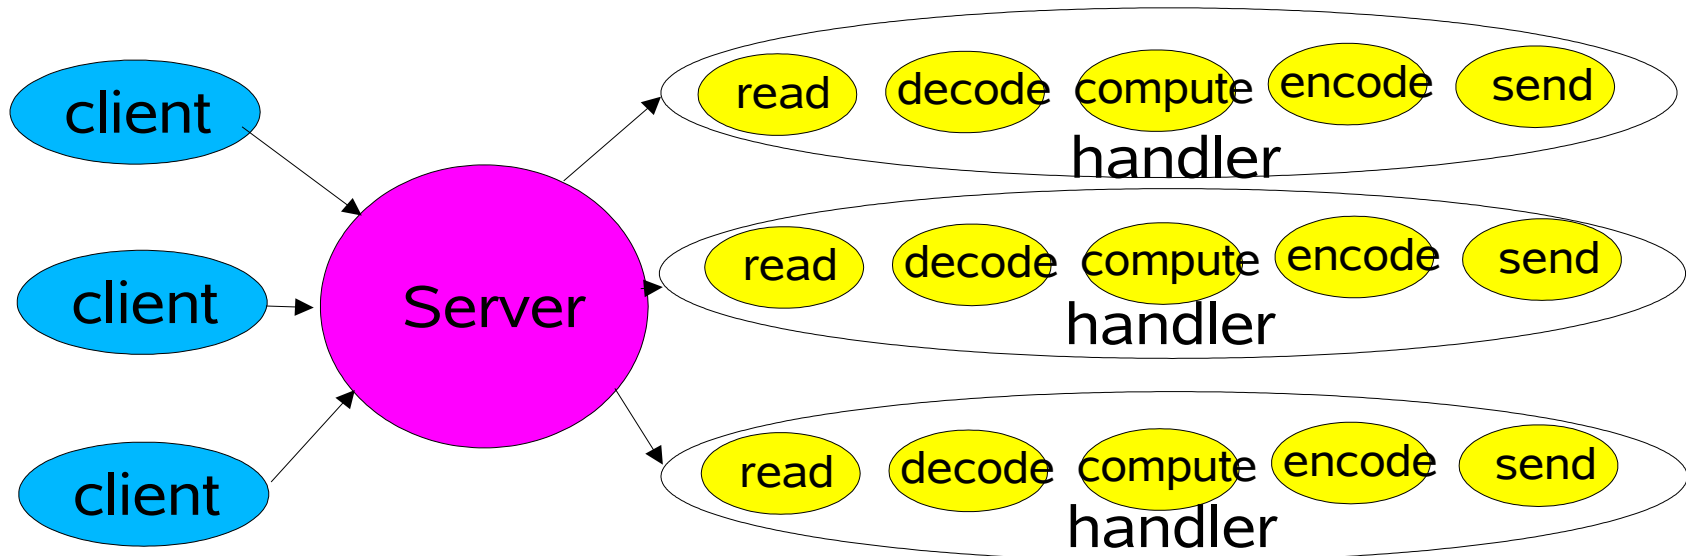 client
read decode compute encode send
handler
client
Server
read decode compute encode send
handler
client
read decode compute encode send
handler